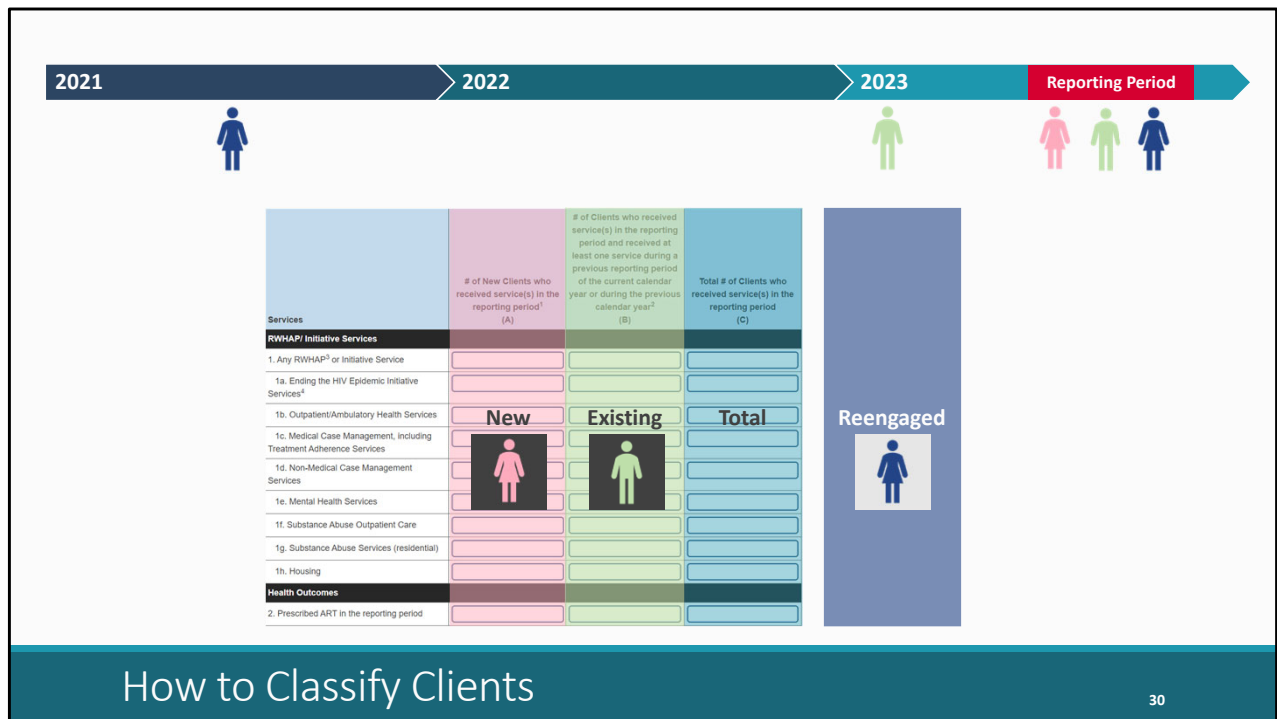 2021
2022
2023
Reporting Period
Services
# of New Clients who
received service(s) in the
reporting period1
(A)
# of Clients who received
service(s) in the reporting
period and received at
least one service during a
previous reporting period
of the current calendar
year or during the previous
calendar year2
(B)
Total # of Clients who
received service(s) in the
reporting period
(C)
RWHAP/ Initiative Services
1. Any RWHAP3 or Initiative Service
1a. Ending the HIV Epidemic Initiative
Services4
1b. Outpatient/Ambulatory Health Services
New
Existing
Total
Reengaged
1c. Medical Case Management, including
Treatment Adherence Services
1d. Non-Medical Case Management
Services
1e. Mental Health Services
1f. Substance Abuse Outpatient Care
1g. Substance Abuse Services (residential)
1h. Housing
Health Outcomes
2. Prescribed ART in the reporting period
How to Classify Clients
30